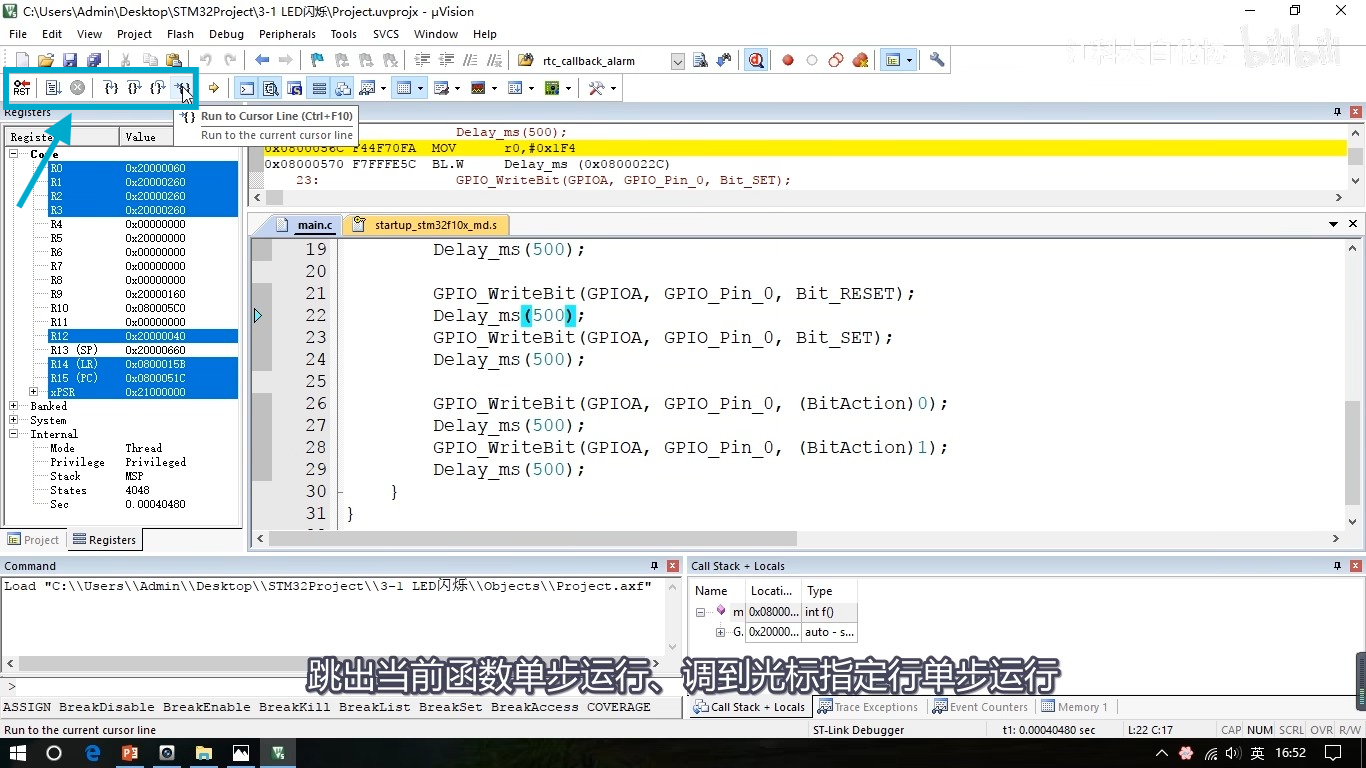 C:\Users\Admin\Desktop\STM32Project\3-1 LED闪烁\Project.uvprojx - µVision
File Edit View Project Flash Debug Peripherals Tools SVCS Window Help
rtc_callback_alarm
bilibili
RST
Registers
Run to Cursor Line (Ctrl+F10)
Run to the current cursor line
Value
Core
R0 0x20000060
R1 0x20000260
R2 0x20000260
R3 0x20000260
R4 0x00000000
R5 0x20000000
R6 0x00000000
R7 0x00000000
R8 0x00000000
R9 0x20000160
R10 0x080005C0
R11 0x00000000
R12 0x20000040
R13 (SP) 0x20000660
R14 (LR) 0x0800015B
R15 (PC) 0x0800051C
xPSR 0x21000000
Banked
System
Internal
Mode Thread
Privilege Privileged
Stack MSP
States 4048
Sec 0.00040480
Project Registers
Delay_ms(500);
0x0800056C F44F70FA MOV r0,#0x1F4
0x08000570 F7FFFE5C BL.W Delay_ms (0x0800022C)
23: GPIO_WriteBit(GPIOA, GPIO_Pin_0, Bit_SET);
main.c startup_stm32f10x_md.s
19 Delay_ms(500);
20
21 GPIO_WriteBit(GPIOA, GPIO_Pin_0, Bit_RESET);
22 Delay_ms(500);
23 GPIO_WriteBit(GPIOA, GPIO_Pin_0, Bit_SET);
24 Delay_ms(500);
25
26 GPIO_WriteBit(GPIOA, GPIO_Pin_0, (BitAction)0);
27 Delay_ms(500);
28 GPIO_WriteBit(GPIOA, GPIO_Pin_0, (BitAction)1);
29 Delay_ms(500);
30 }
31 }
Command
Load "C:\\Users\\Admin\\Desktop\\STM32Project\\3-1 LED闪烁\\Objects\\Project.axf"
>
ASSIGN BreakDisable BreakEnable BreakKill BreakList BreakSet BreakAccess COVERAGE
Call Stack + Locals
Name Locati... Type
m 0x08000... int f()
G. 0x20000... auto - s...
跳出当前函数单步运行、调到光标指定行单步运行
Call Stack + Locals Trace Exceptions Event Counters Memory 1
Run to the current cursor line ST-Link Debugger t1: 0.00040480 sec L:22 C:17 CAP NUM SCRL OVR R/W
英 16:52